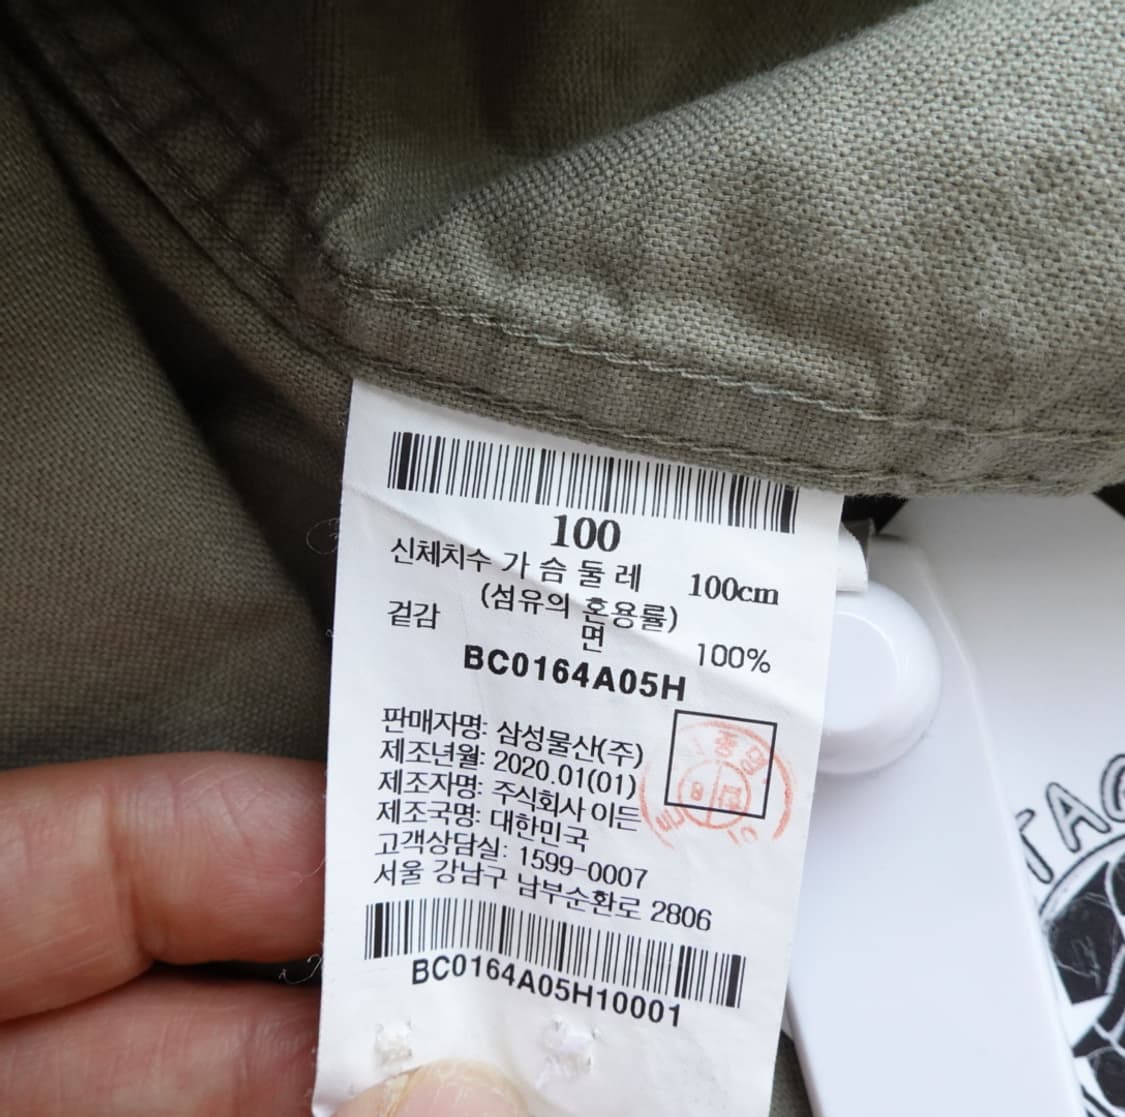 100
신체치수 가 슴 둘 레 100cm
(섬유의 혼용률)
겉감 면 100%
BC0164A05H
판매자명: 삼성물산(주)
제조년월: 2020.01(01)
제조자명: 주식회사 이든
제조국명: 대한민국
고객상담실: 1599-0007
서울 강남구 남부순환로 2806
BC0164A05H10001